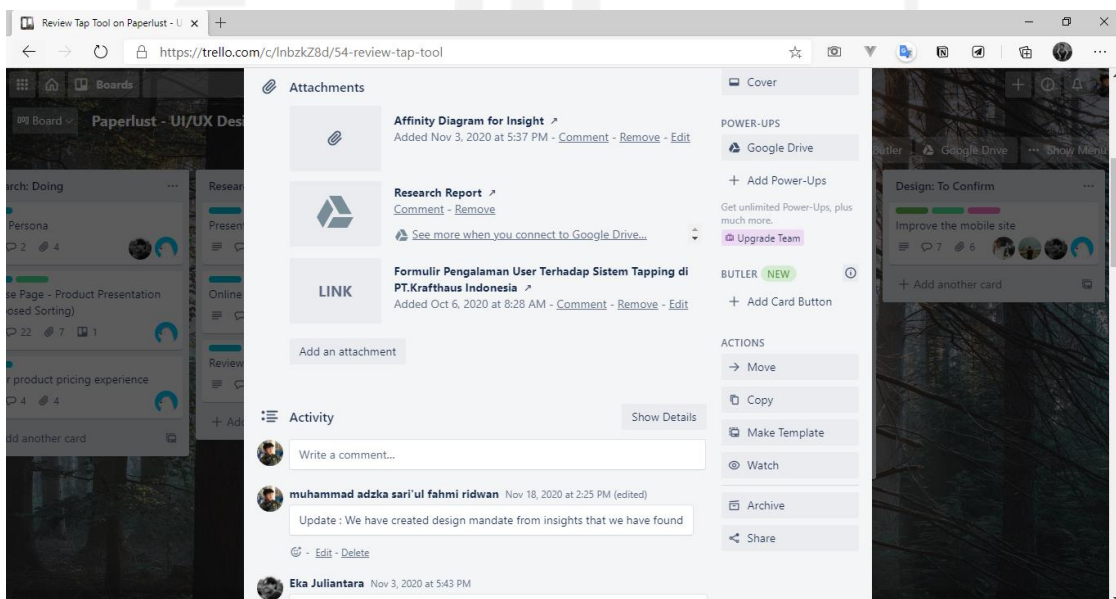 Review Tap Tool on Paperlust - U
https://trello.com/c/lnbzkZ8d/54-review-tap-tool
Boards
Board
Paperlust - UI/UX Desi
Butler
Google Drive
Show Menu
arch: Doing
Persona
2 4
se Page - Product Presentation
osed Sorting)
22 7 1
r product pricing experience
4 4
dd another card
Resear
Present
Online
Review
+ Add
Attachments
Affinity Diagram for Insight
Added Nov 3, 2020 at 5:37 PM - Comment - Remove - Edit
Research Report
Comment - Remove
See more when you connect to Google Drive...
LINK
Formulir Pengalaman User Terhadap Sistem Tapping di
PT.Krafthaus Indonesia
Added Oct 6, 2020 at 8:28 AM - Comment - Remove - Edit
Add an attachment
Activity
Show Details
Write a comment...
muhammad adzka sari'ul fahmi ridwan Nov 18, 2020 at 2:25 PM (edited)
Update : We have created design mandate from insights that we have found
- Edit - Delete
Eka Juliantara Nov 3, 2020 at 5:43 PM
Cover
POWER-UPS
Google Drive
+ Add Power-Ups
Get unlimited Power-Ups, plus
much more.
Upgrade Team
BUTLER NEW
+ Add Card Button
ACTIONS
Move
Copy
Make Template
Watch
Archive
Share
Design: To Confirm
Improve the mobile site
7 6
+ Add another card